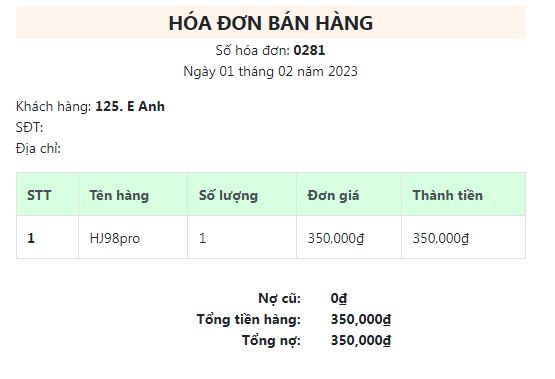 HÓA ĐƠN BÁN HÀNG
Số hóa đơn: 0281
Ngày 01 tháng 02 năm 2023
Khách hàng: 125. E Anh
SĐT:
Địa chỉ:
STT Tên hàng Số lượng Đơn giá Thành tiền
1 HJ98pro 1 350,000₫ 350,000₫
Nợ cũ: 0₫
Tổng tiền hàng: 350,000₫
Tổng nợ: 350,000₫